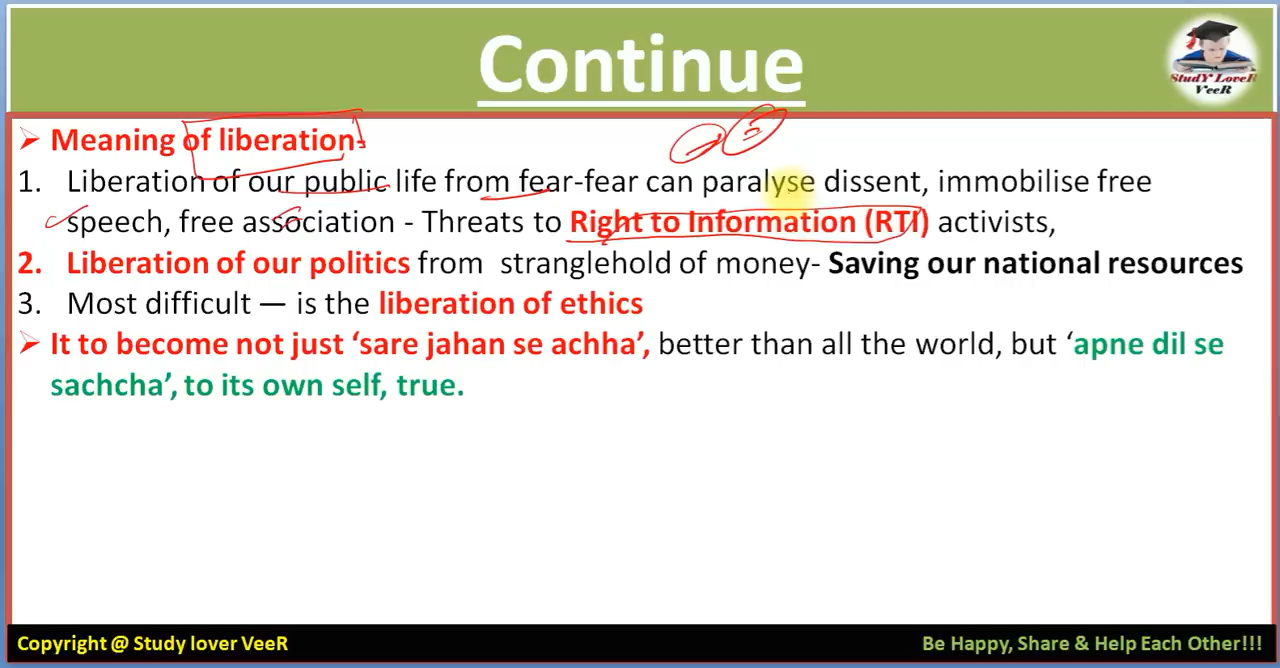 Continue
StudY LoveR
VeeR
➢ Meaning of liberation-
1. Liberation of our public life from fear-fear can paralyse dissent, immobilise free
speech, free association - Threats to Right to Information (RTI) activists,
2. Liberation of our politics from stranglehold of money- Saving our national resources
3. Most difficult — is the liberation of ethics
➢ It to become not just ‘sare jahan se achha’, better than all the world, but ‘apne dil se
sachcha’, to its own self, true.
Copyright @ Study lover VeeR
Be Happy, Share & Help Each Other!!!